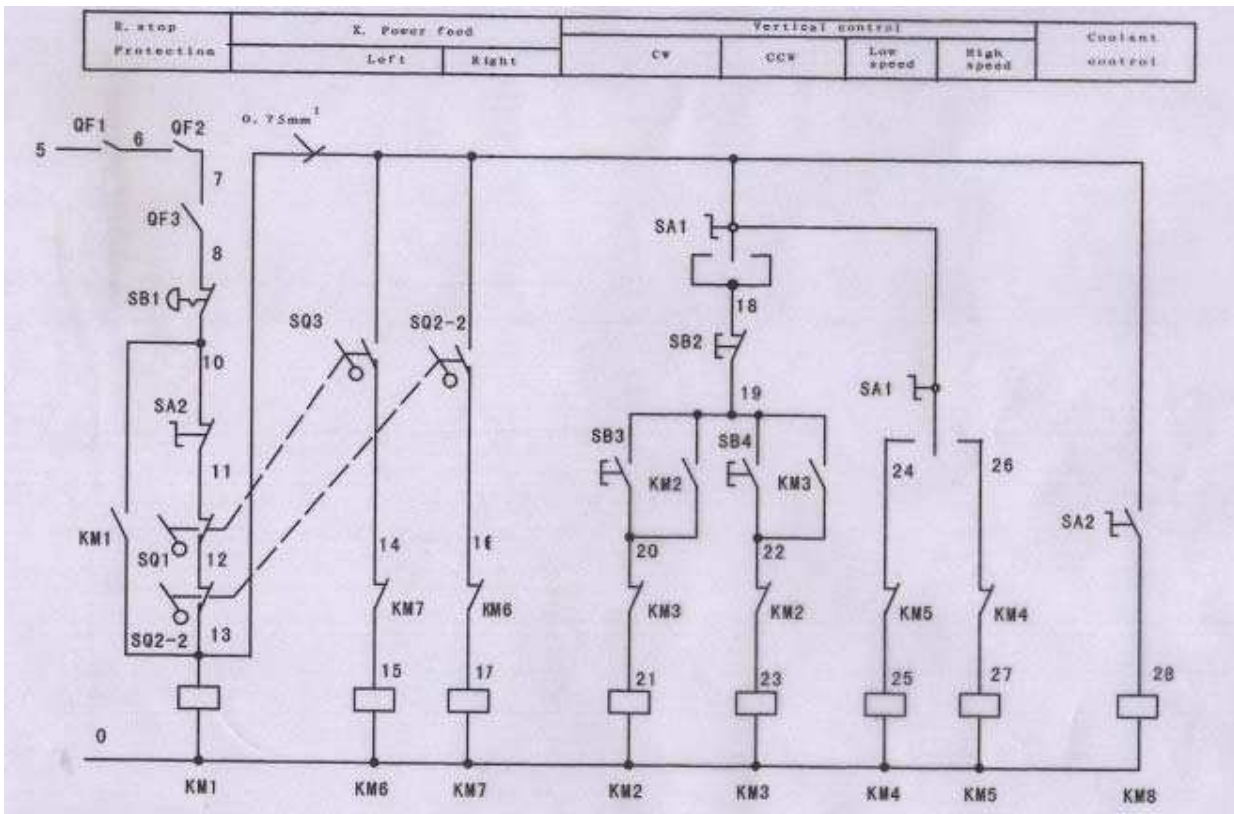 E. stop
Protection
X. Power feed
Left
Right
Vertical control
CW
CCW
Low
speed
High
speed
Coolant
control
0.75mm²
QF1
6
QF2
5
7
QF3
8
SA1
SB1
18
SQ3
SQ2-2
SB2
10
SA2
19
SA1
SB3
SB4
11
KM2
KM3
24
26
KM1
SQ1
12
14
16
20
22
SA2
SQ2-2
13
KM7
KM6
KM3
KM2
KM5
KM4
15
17
21
23
25
27
28
0
KM1
KM6
KM7
KM2
KM3
KM4
KM5
KM8